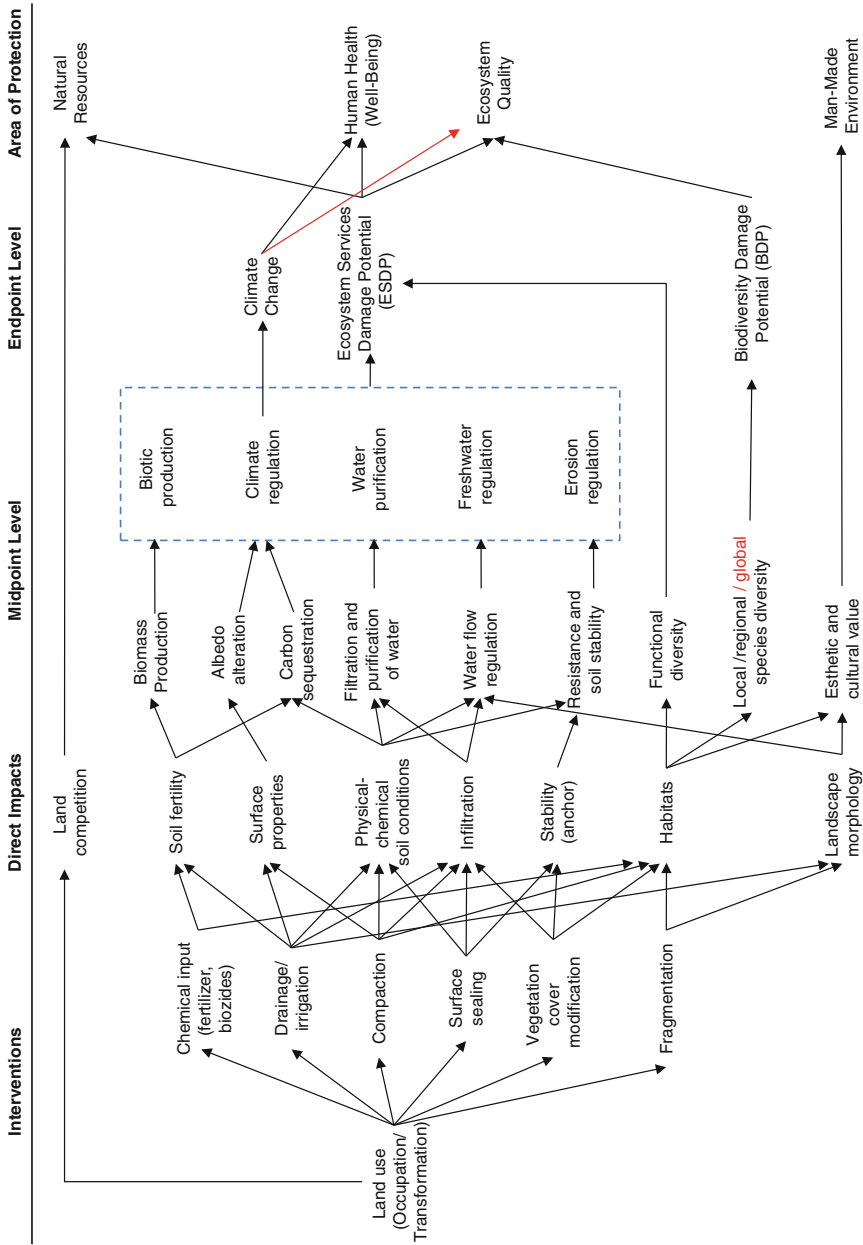 Interventions
Direct Impacts
Midpoint Level
Endpoint Level
Area of Protection
Land use
(Occupation/
Transformation)
Chemical input
(fertilizer,
biozides)
Drainage/
irrigation
Compaction
Surface
sealing
Vegetation
cover
modification
Fragmentation
Land
competition
Soil fertility
Surface
properties
Physical-
chemical
soil conditions
Infiltration
Stability
(anchor)
Habitats
Landscape
morphology
Biomass
Production
Albedo
alteration
Carbon
sequestration
Filtration and
purification
of water
Water flow
regulation
Resistance and
soil stability
Functional
diversity
Local /regional / global
species diversity
Esthetic and
cultural value
Biotic
production
Climate
regulation
Water
purification
Freshwater
regulation
Erosion
regulation
Climate
Change
Ecosystem Services
Damage Potential
(ESDP)
Biodiversity Damage
Potential (BDP)
Natural
Resources
Human Health
(Well-Being)
Ecosystem
Quality
Man-Made
Environment